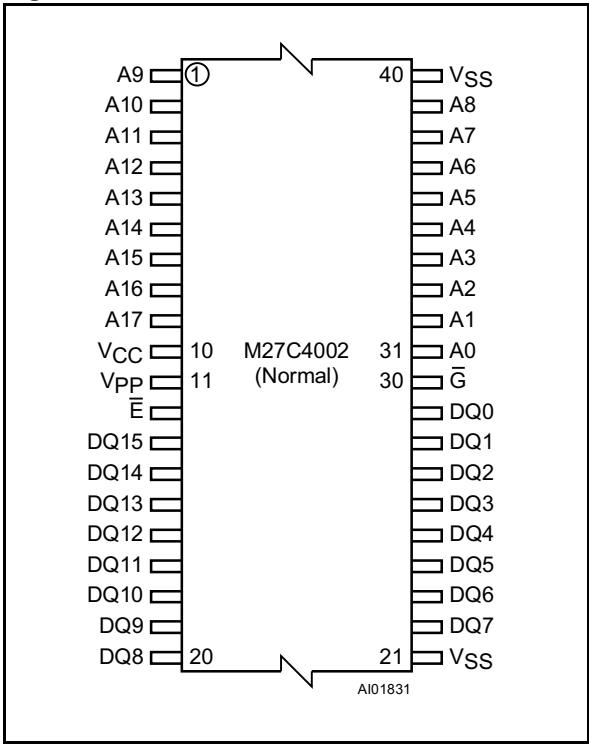 A9 1 40 VSS
A10 A8
A11 A7
A12 A6
A13 A5
A14 A4
A15 A3
A16 A2
A17 A1
VCC 10 M27C4002 31 A0
VPP 11 (Normal) 30 G̅
E̅ DQ0
DQ15 DQ1
DQ14 DQ2
DQ13 DQ3
DQ12 DQ4
DQ11 DQ5
DQ10 DQ6
DQ9 DQ7
DQ8 20 21 VSS
AI01831